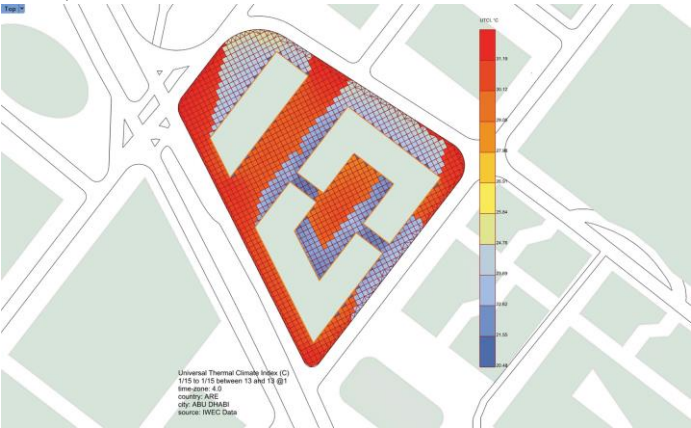 Top
UTCI, °C
31.19
30.12
29.05
27.98
26.91
25.84
24.76
23.69
22.62
21.55
20.48
Universal Thermal Climate Index (C)
1/15 to 1/15 between 13 and 13 @1
time-zone: 4.0
country: ARE
city: ABU DHABI
source: IWEC Data